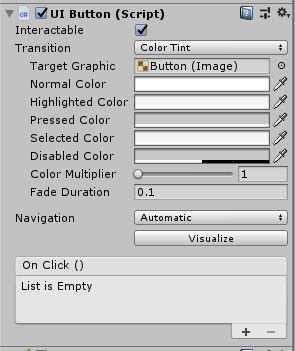 UI Button (Script)
Interactable
Transition Color Tint
Target Graphic Button (Image)
Normal Color
Highlighted Color
Pressed Color
Selected Color
Disabled Color
Color Multiplier 1
Fade Duration 0.1
Navigation Automatic
Visualize
On Click ()
List is Empty